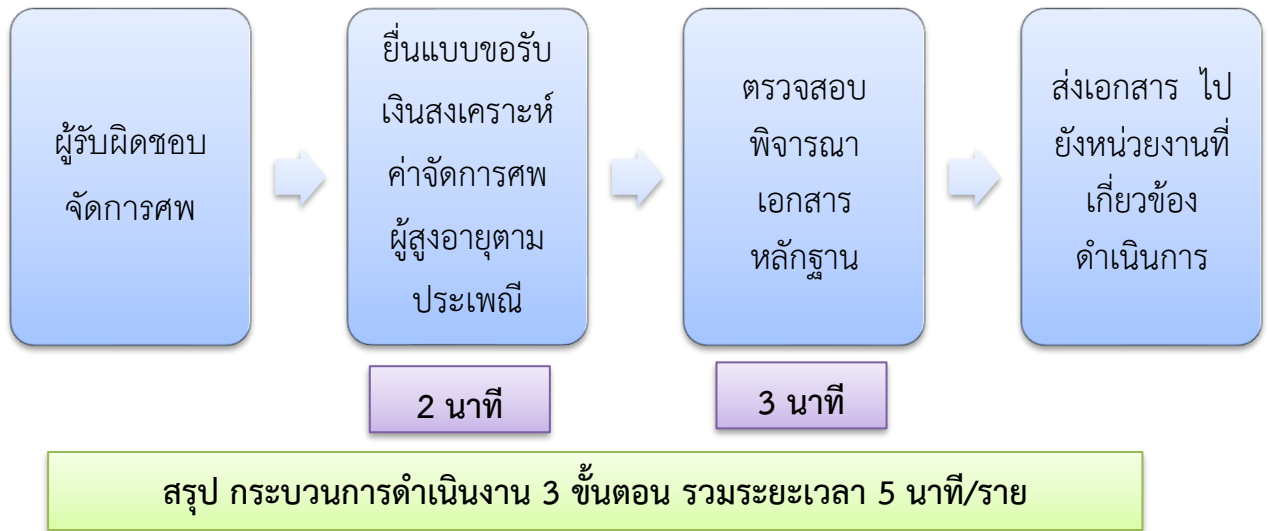 ผู้รับผิดชอบ
จัดการศพ
ยื่นแบบขอรับ
เงินสงเคราะห์
ค่าจัดการศพ
ผู้สูงอายุตาม
ประเพณี
ตรวจสอบ
พิจารณา
เอกสาร
หลักฐาน
ส่งเอกสาร ไป
ยังหน่วยงานที่
เกี่ยวข้อง
ดำเนินการ
2 นาที
3 นาที
สรุป กระบวนการดำเนินงาน 3 ขั้นตอน รวมระยะเวลา 5 นาที/ราย